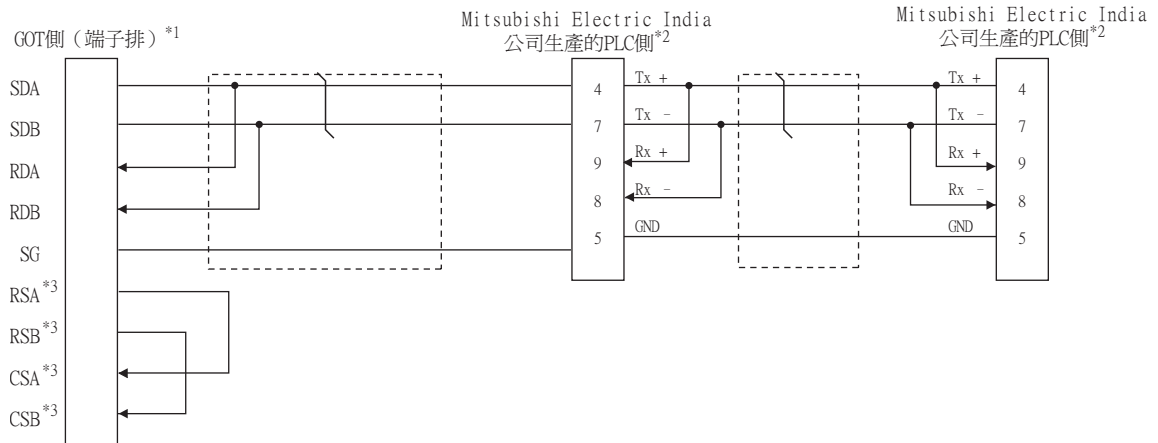 Mitsubishi Electric India
公司生產的PLC側*2
Mitsubishi Electric India
公司生產的PLC側*2
GOT側（端子排）*1
SDA
SDB
RDA
RDB
SG
RSA*3
RSB*3
CSA*3
CSB*3
4
7
9
8
5
Tx +
Tx -
Rx +
Rx -
GND
Tx +
Tx -
Rx +
Rx -
GND
4
7
9
8
5